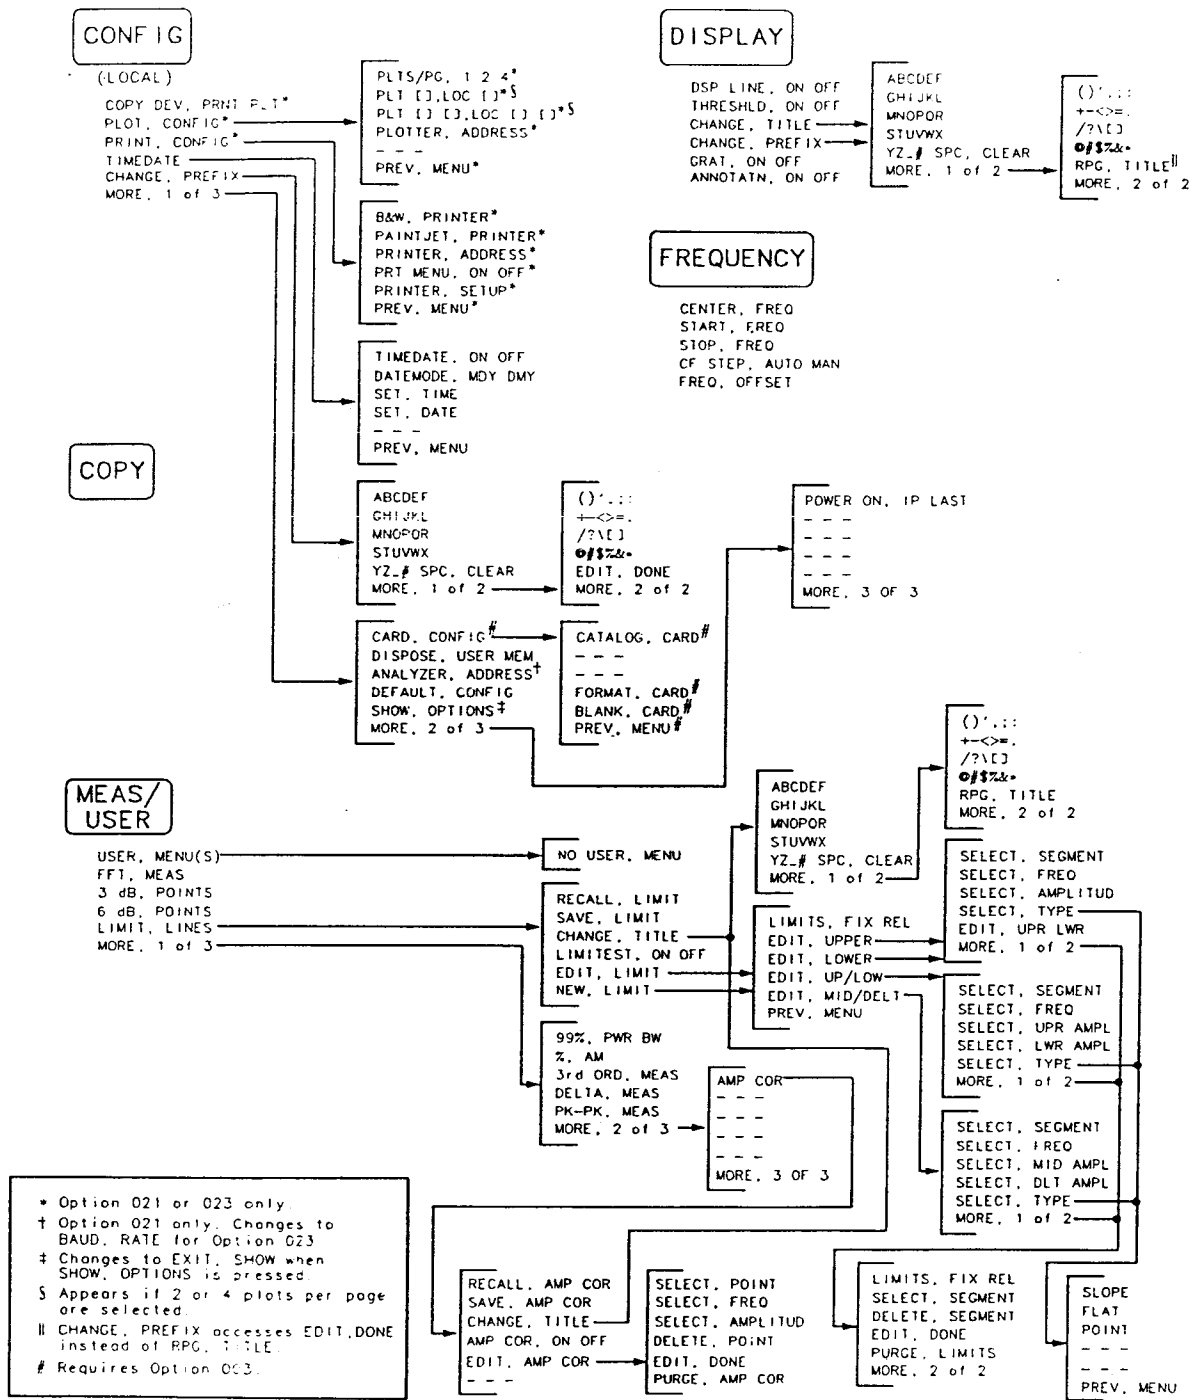 CONFIG
(LOCAL)
COPY DEV, PRNT PLT*
PLOT, CONFIG*
PRINT, CONFIG*
TIMEDATE
CHANGE, PREFIX
MORE, 1 of 3
PLTS/PG, 1 2 4*
PLT [],LOC []*§
PLT [] [],LOC [] []*§
PLOTTER, ADDRESS*
- - -
PREV, MENU*
B&W, PRINTER*
PAINTJET, PRINTER*
PRINTER, ADDRESS*
PRT MENU, ON OFF*
PRINTER, SETUP*
PREV, MENU*
TIMEDATE, ON OFF
DATEMODE, MDY DMY
SET, TIME
SET, DATE
- - -
PREV, MENU
DISPLAY
DSP LINE, ON OFF
THRESHLD, ON OFF
CHANGE, TITLE
CHANGE, PREFIX
GRAT, ON OFF
ANNOTATN, ON OFF
ABCDEF
GHIJKL
MNOPQR
STUVWX
YZ_# SPC, CLEAR
MORE, 1 of 2
()'.;:
+-<>=,
/?\[]
@#$%&*
RPG, TITLE‖
MORE, 2 of 2
FREQUENCY
CENTER, FREQ
START, FREQ
STOP, FREQ
CF STEP, AUTO MAN
FREQ, OFFSET
COPY
ABCDEF
GHIJKL
MNOPQR
STUVWX
YZ_# SPC, CLEAR
MORE, 1 of 2
()'.;:
+-<>=,
/?\[]
@#$%&*
EDIT, DONE
MORE, 2 of 2
POWER ON, IP LAST
- - -
- - -
- - -
- - -
MORE, 3 OF 3
CARD, CONFIG#
DISPOSE, USER MEM
ANALYZER, ADDRESS†
DEFAULT, CONFIG
SHOW, OPTIONS‡
MORE, 2 of 3
CATALOG, CARD#
- - -
- - -
FORMAT, CARD#
BLANK, CARD#
PREV, MENU#
MEAS/
USER
USER, MENU(S)
FFT, MEAS
3 dB, POINTS
6 dB, POINTS
LIMIT, LINES
MORE, 1 of 3
NO USER, MENU
RECALL, LIMIT
SAVE, LIMIT
CHANGE, TITLE
LIMITEST, ON OFF
EDIT, LIMIT
NEW, LIMIT
99%, PWR BW
%, AM
3rd ORD, MEAS
DELTA, MEAS
PK-PK, MEAS
MORE, 2 of 3
AMP COR
- - -
- - -
- - -
- - -
MORE, 3 OF 3
ABCDEF
GHIJKL
MNOPQR
STUVWX
YZ_# SPC, CLEAR
MORE, 1 of 2
()'.;:
+-<>=,
/?\[]
@#$%&*
RPG, TITLE
MORE, 2 of 2
LIMITS, FIX REL
EDIT, UPPER
EDIT, LOWER
EDIT, UP/LOW
EDIT, MID/DELT
PREV, MENU
SELECT, SEGMENT
SELECT, FREQ
SELECT, AMPLITUD
SELECT, TYPE
EDIT, UPR LWR
MORE, 1 of 2
SELECT, SEGMENT
SELECT, FREQ
SELECT, UPR AMPL
SELECT, LWR AMPL
SELECT, TYPE
MORE, 1 of 2
SELECT, SEGMENT
SELECT, FREQ
SELECT, MID AMPL
SELECT, DLT AMPL
SELECT, TYPE
MORE, 1 of 2
* Option 021 or 023 only.
† Option 021 only. Changes to
BAUD, RATE for Option 023
‡ Changes to EXIT, SHOW when
SHOW, OPTIONS is pressed.
§ Appears if 2 or 4 plots per page
are selected.
‖ CHANGE, PREFIX accesses EDIT,DONE
instead of RPG, TITLE.
# Requires Option 003.
RECALL, AMP COR
SAVE, AMP COR
CHANGE, TITLE
AMP COR, ON OFF
EDIT, AMP COR
- - -
SELECT, POINT
SELECT, FREQ
SELECT, AMPLITUD
DELETE, POINT
EDIT, DONE
PURGE, AMP COR
LIMITS, FIX REL
SELECT, SEGMENT
DELETE, SEGMENT
EDIT, DONE
PURGE, LIMITS
MORE, 2 of 2
SLOPE
FLAT
POINT
- - -
- - -
PREV, MENU